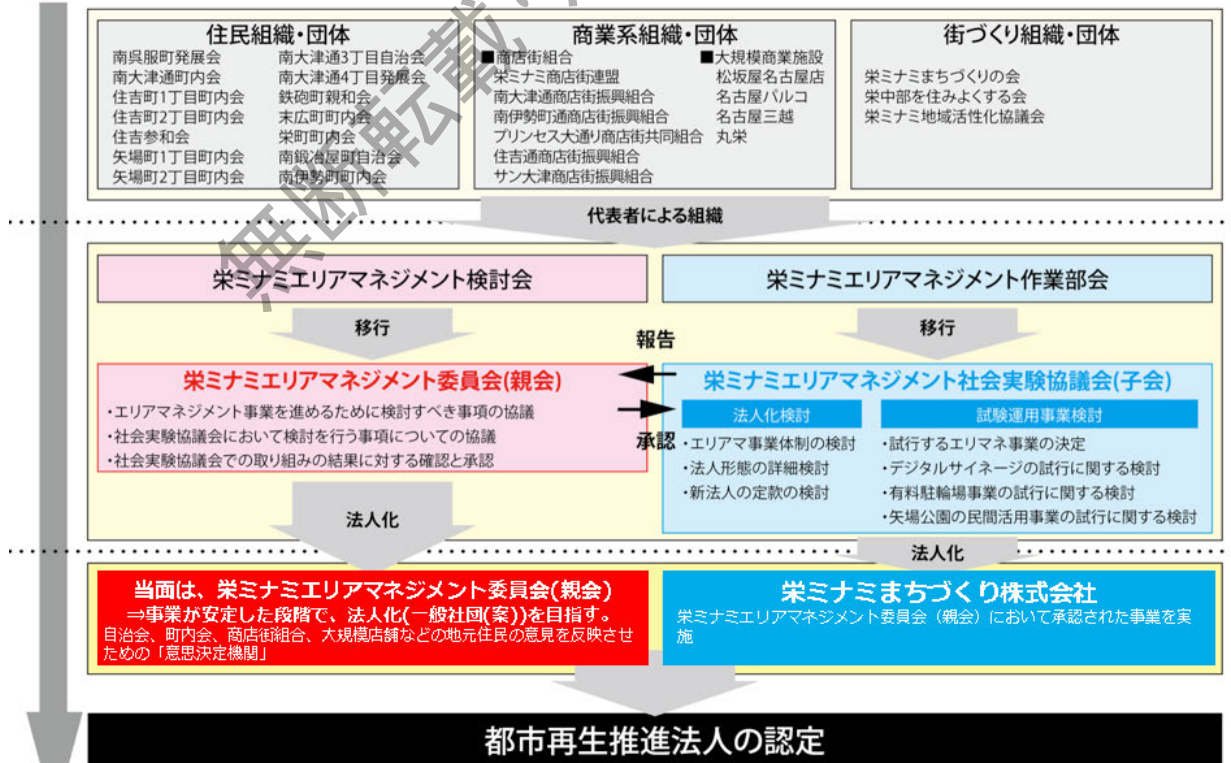 住民組織・団体
南呉服町発展会
南大津通町内会
住吉町1丁目町内会
住吉町2丁目町内会
住吉参和会
矢場町1丁目町内会
矢場町2丁目町内会
南大津通3丁目自治会
南大津通4丁目発展会
鉄砲町親和会
末広町町内会
栄町町内会
南鍛冶屋町自治会
南伊勢町町内会
商業系組織・団体
■商店街組合
栄ミナミ商店街連盟
南大津通商店街振興組合
南伊勢町通商店街振興組合
プリンセス大通り商店街共同組合
住吉通商店街振興組合
サン大津商店街振興組合
■大規模商業施設
松坂屋名古屋店
名古屋パルコ
名古屋三越
丸栄
街づくり組織・団体
栄ミナミまちづくりの会
栄中部を住みよくする会
栄ミナミ地域活性化協議会
代表者による組織
栄ミナミエリアマネジメント検討会
栄ミナミエリアマネジメント作業部会
移行
移行
報告
承認
栄ミナミエリアマネジメント委員会(親会)
・エリアマネジメント事業を進めるために検討すべき事項の協議
・社会実験協議会において検討を行う事項についての協議
・社会実験協議会での取り組みの結果に対する確認と承認
栄ミナミエリアマネジメント社会実験協議会(子会)
法人化検討
・エリアマ事業体制の検討
・法人形態の詳細検討
・新法人の定款の検討
試験運用事業検討
・試行するエリマネ事業の決定
・デジタルサイネージの試行に関する検討
・有料駐輪場事業の試行に関する検討
・矢場公園の民間活用事業の試行に関する検討
法人化
法人化
当面は、栄ミナミエリアマネジメント委員会(親会)
⇒事業が安定した段階で、法人化(一般社団(案))を目指す。
自治会、町内会、商店街組合、大規模店舗などの地元住民の意見を反映させ
ための「意思決定機関」
栄ミナミまちづくり株式会社
栄ミナミエリアマネジメント委員会（親会）において承認された事業を実
施
都市再生推進法人の認定
無断転載